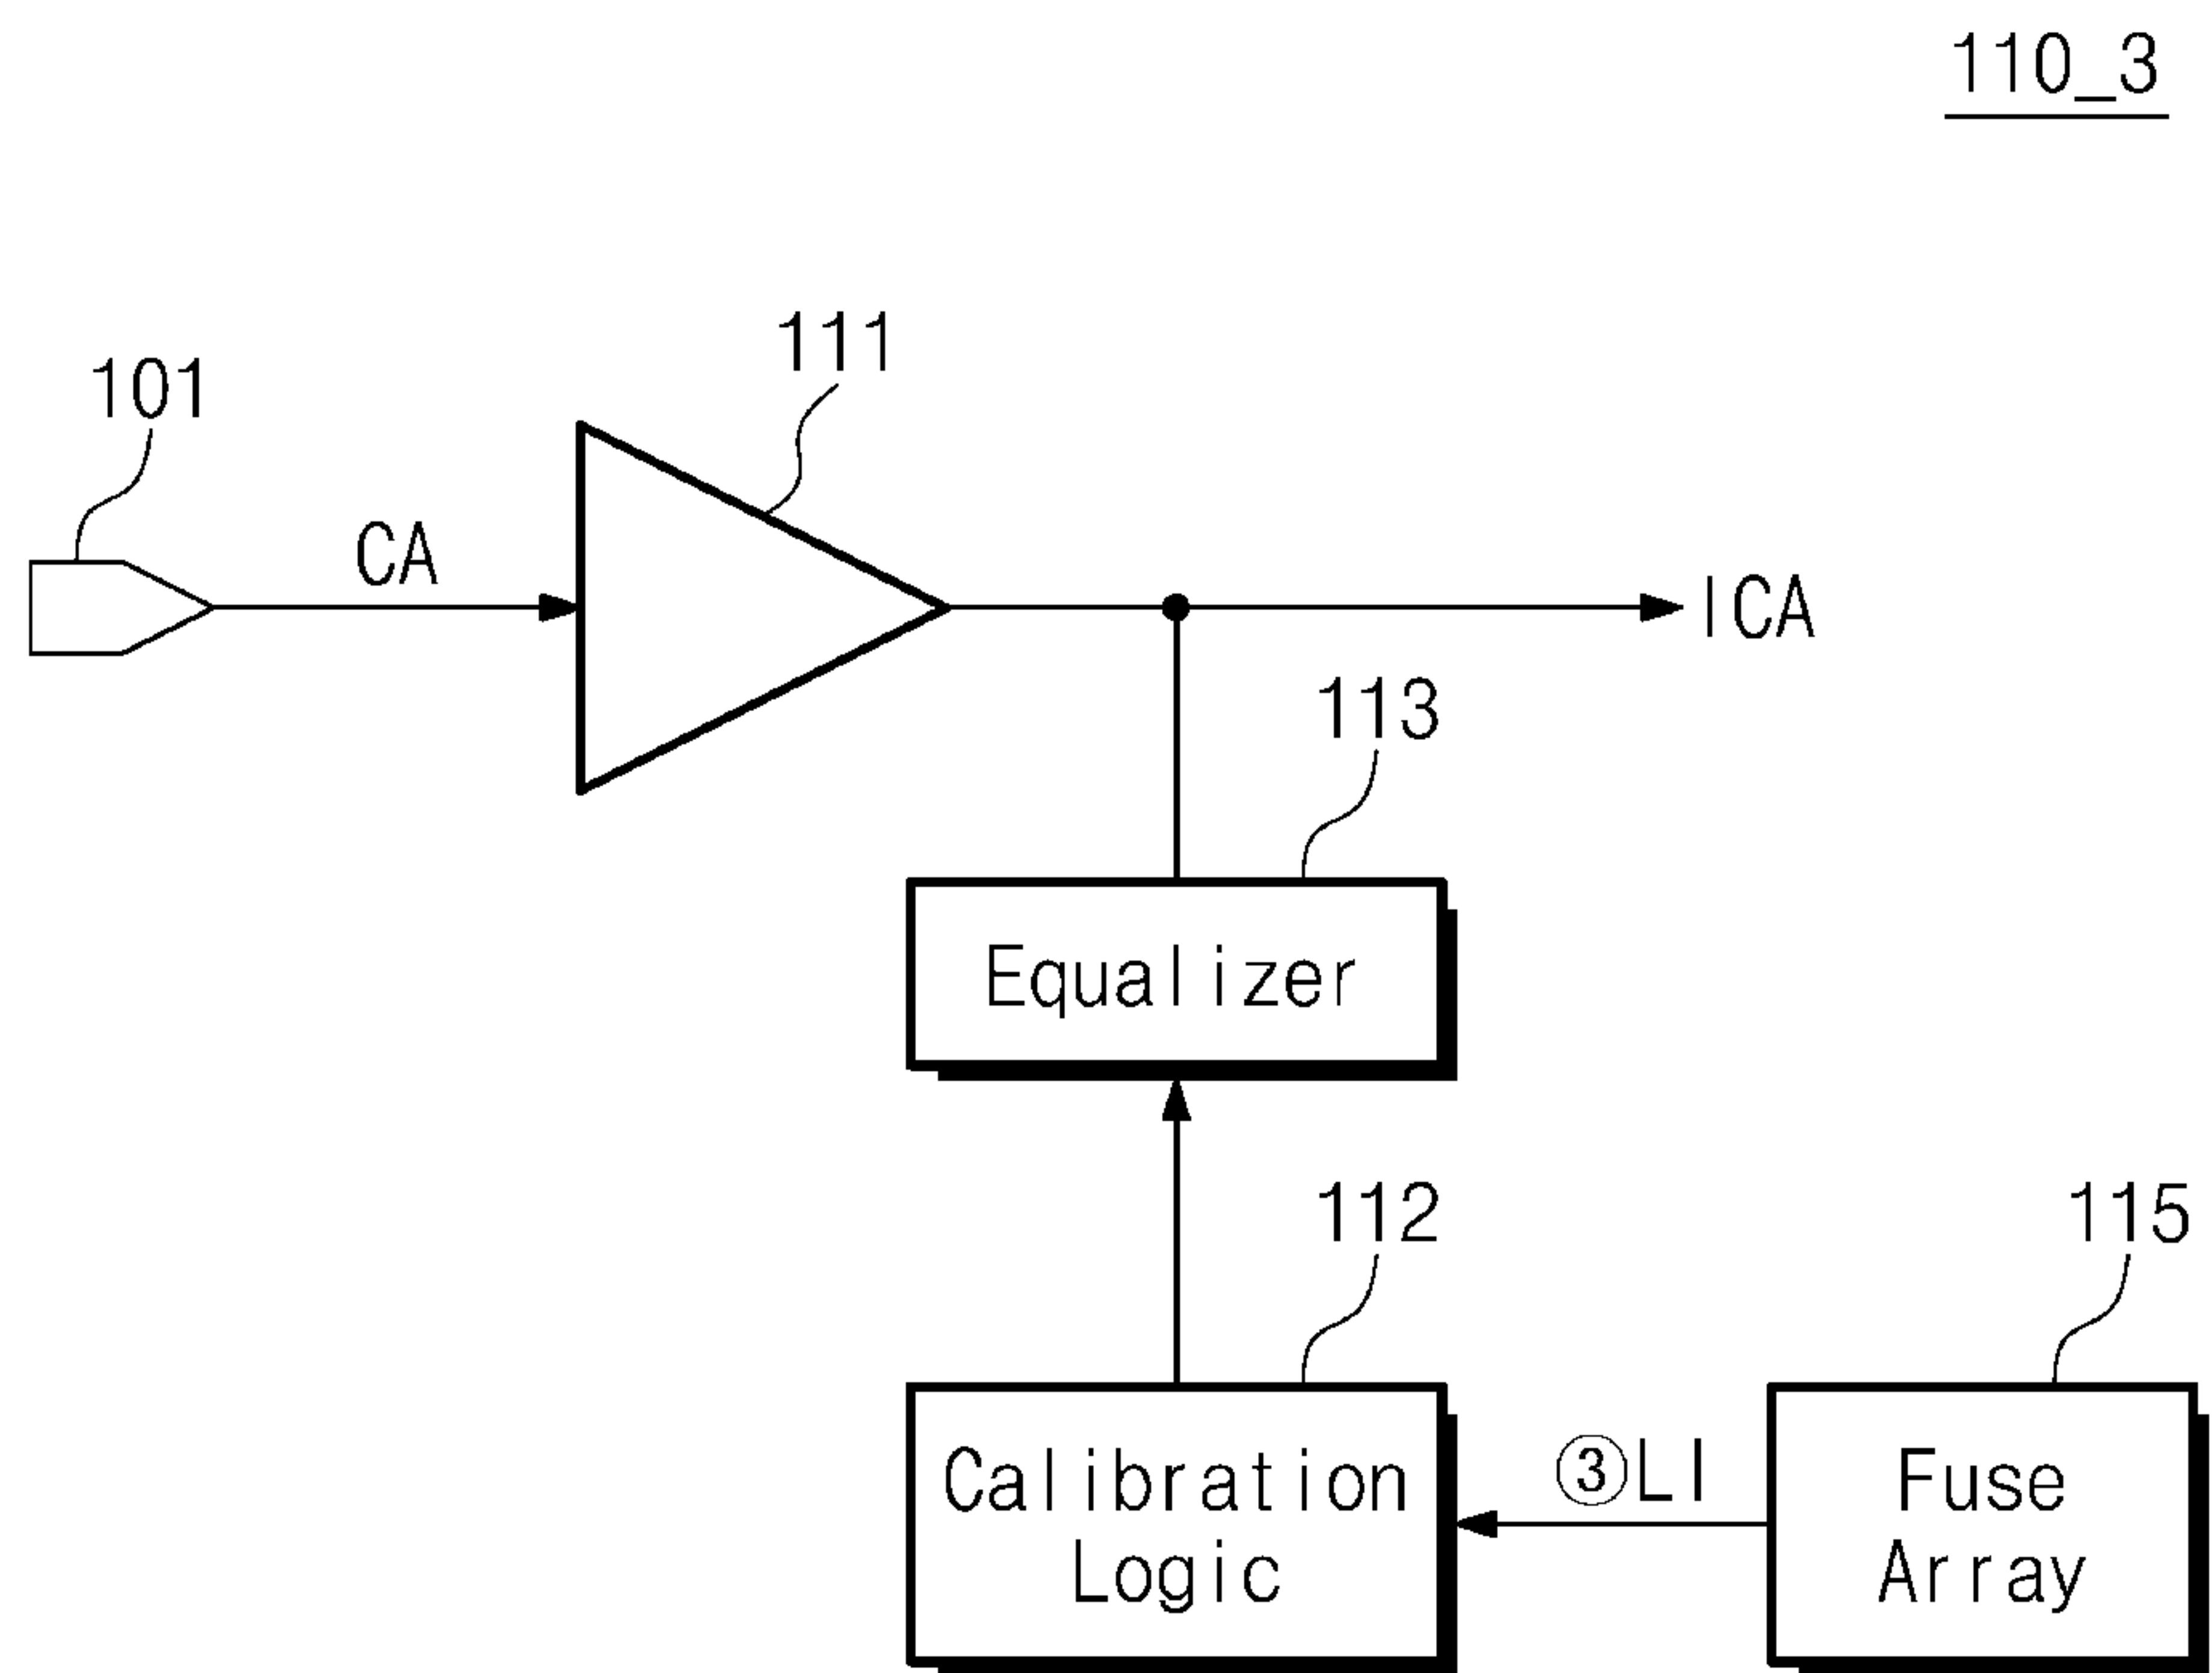 110_3
111
101
CA
ICA
113
Equalizer
112
115
Calibration
Logic
③LI
Fuse
Array